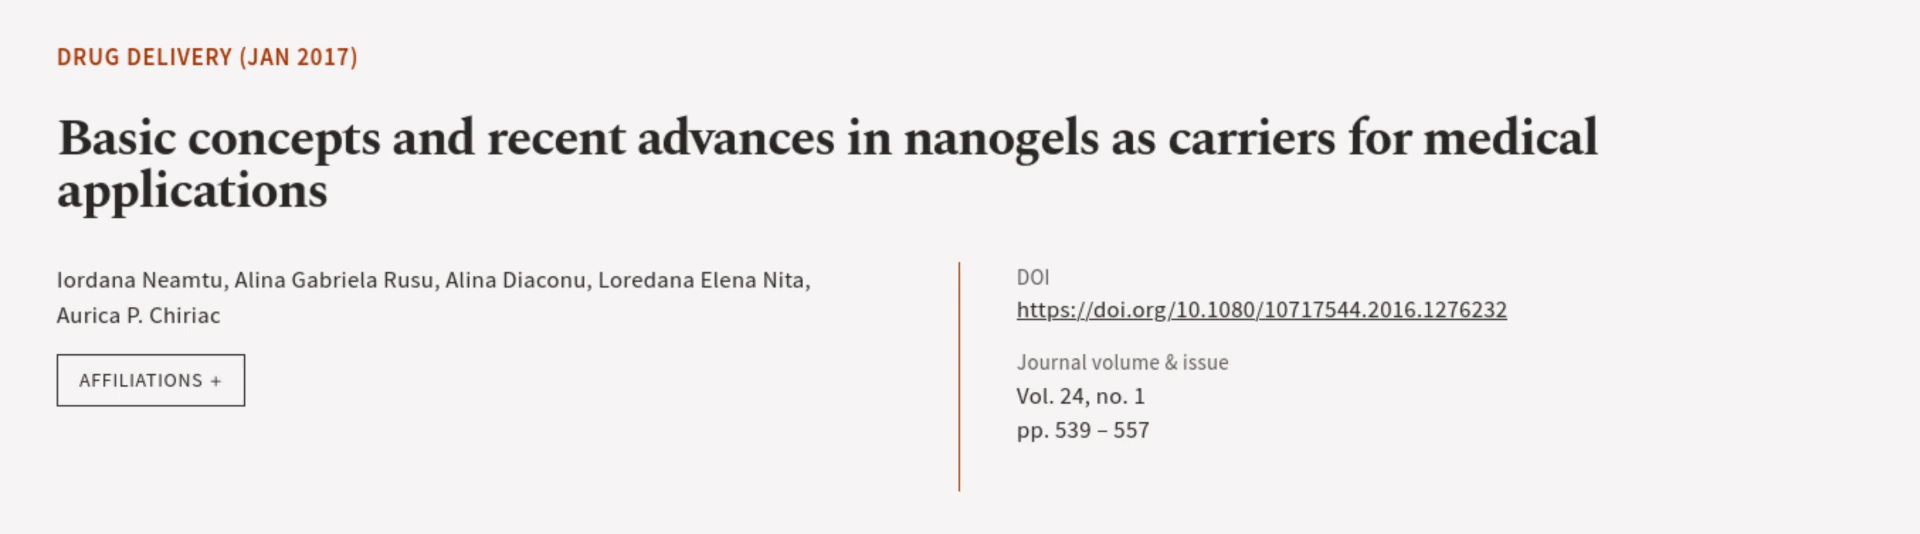 DRUG DELIVERY (JAN 2017)
Basic concepts and recent advances in nanogels as carriers for medical
applications
Iordana Neamtu, Alina Gabriela Rusu, Alina Diaconu, Loredana Elena Nita,
Aurica P. Chiriac
AFFILIATIONS +
DOI
https://doi.org/10.1080/10717544.2016.1276232
Journal volume & issue
Vol. 24, no. 1
pp. 539 – 557